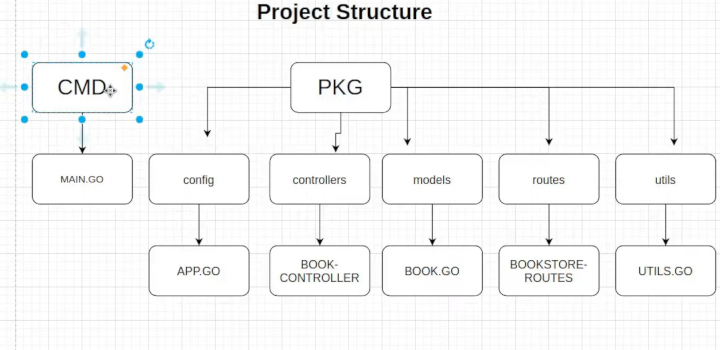 Project Structure
CMD
PKG
MAIN.GO
config
controllers
models
routes
utils
APP.GO
BOOK-
CONTROLLER
BOOK.GO
BOOKSTORE-
ROUTES
UTILS.GO